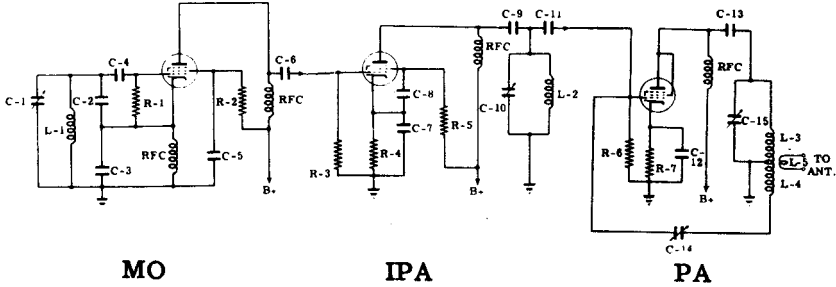 C-1
L-1
C-2
C-3
C-4
R-1
RFC
R-2
C-5
RFC
B+
C-6
R-3
R-4
C-8
C-7
R-5
RFC
B+
C-9
C-11
C-10
L-2
R-6
R-7
C-
12
RFC
B+
C-13
C-15
L-3
L-5
TO
ANT.
L-4
C-14
MO
IPA
PA